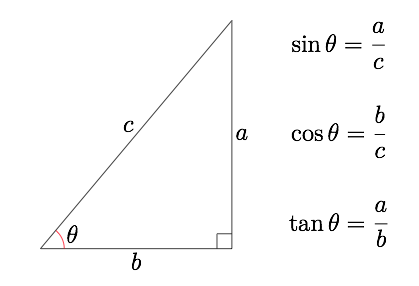 sin θ = a/c
c
a
cos θ = b/c
tan θ = a/b
θ
b